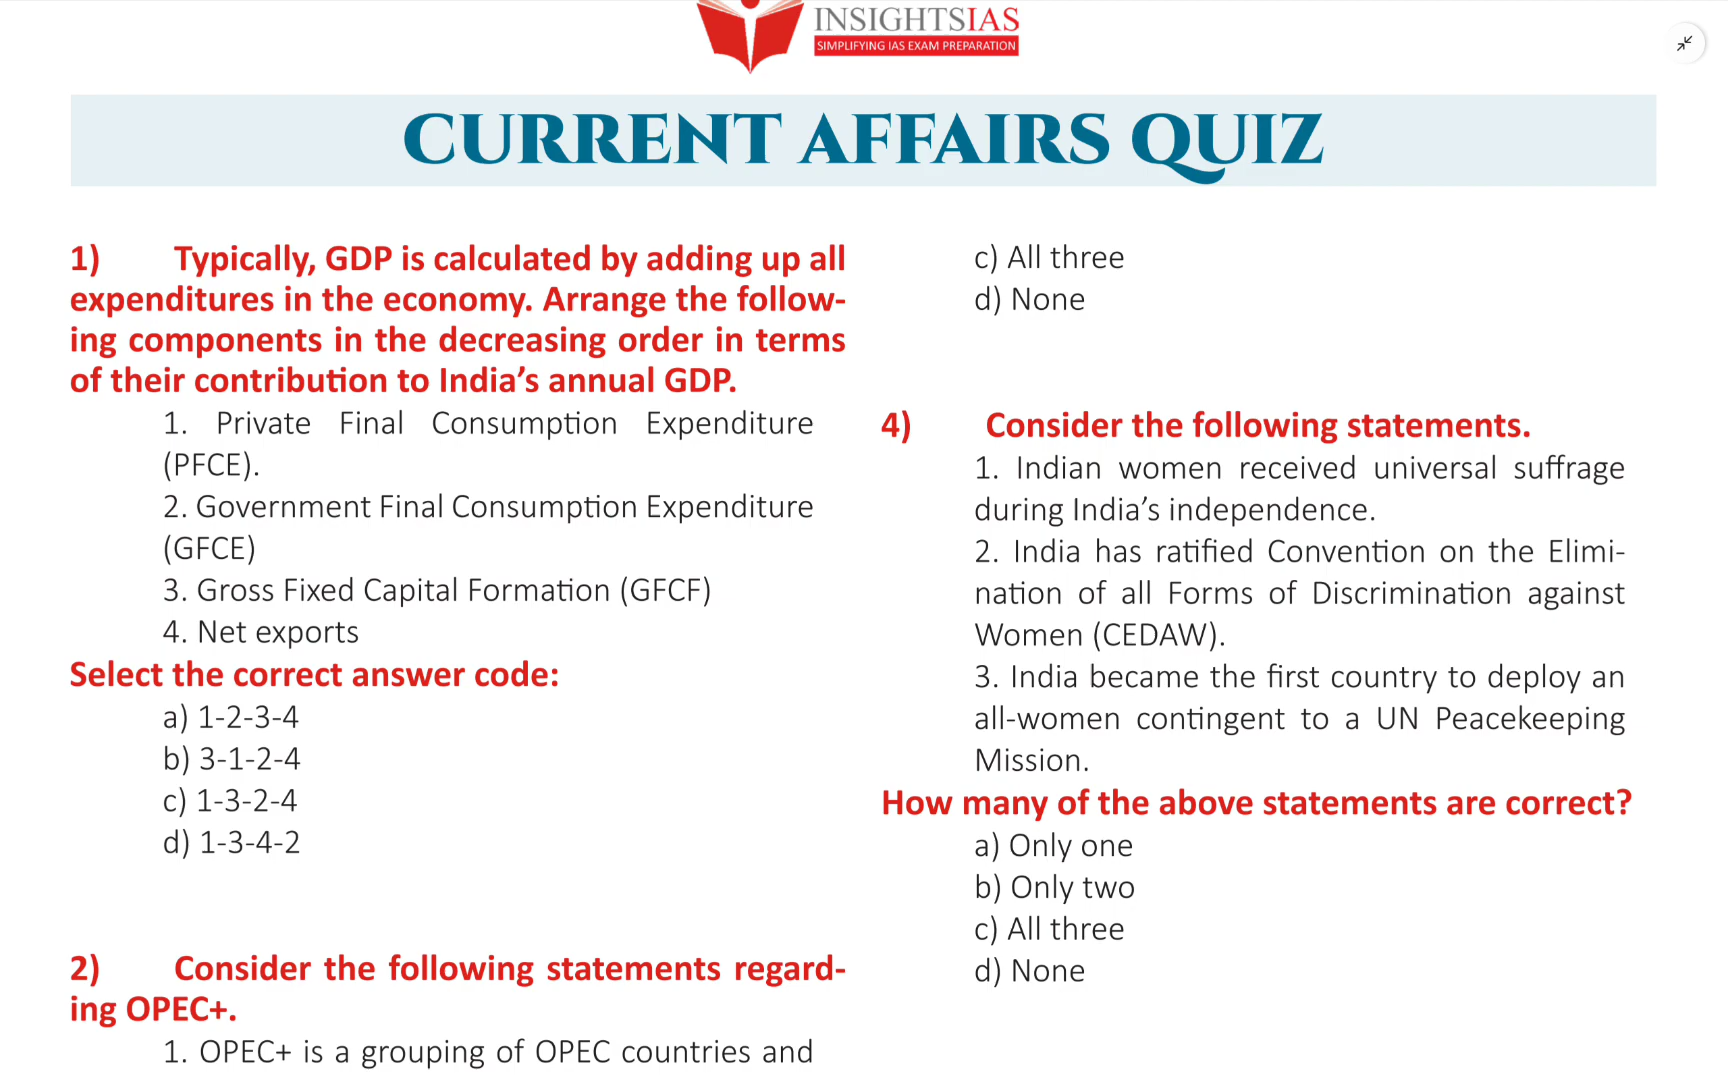 INSIGHTSIAS
SIMPLIFYING IAS EXAM PREPARATION
CURRENT AFFAIRS QUIZ
1) Typically, GDP is calculated by adding up all
expenditures in the economy. Arrange the follow-
ing components in the decreasing order in terms
of their contribution to India’s annual GDP.
1. Private Final Consumption Expenditure
(PFCE).
2. Government Final Consumption Expenditure
(GFCE)
3. Gross Fixed Capital Formation (GFCF)
4. Net exports
Select the correct answer code:
a) 1-2-3-4
b) 3-1-2-4
c) 1-3-2-4
d) 1-3-4-2
2) Consider the following statements regard-
ing OPEC+.
1. OPEC+ is a grouping of OPEC countries and
c) All three
d) None
4) Consider the following statements.
1. Indian women received universal suffrage
during India’s independence.
2. India has ratified Convention on the Elimi-
nation of all Forms of Discrimination against
Women (CEDAW).
3. India became the first country to deploy an
all-women contingent to a UN Peacekeeping
Mission.
How many of the above statements are correct?
a) Only one
b) Only two
c) All three
d) None